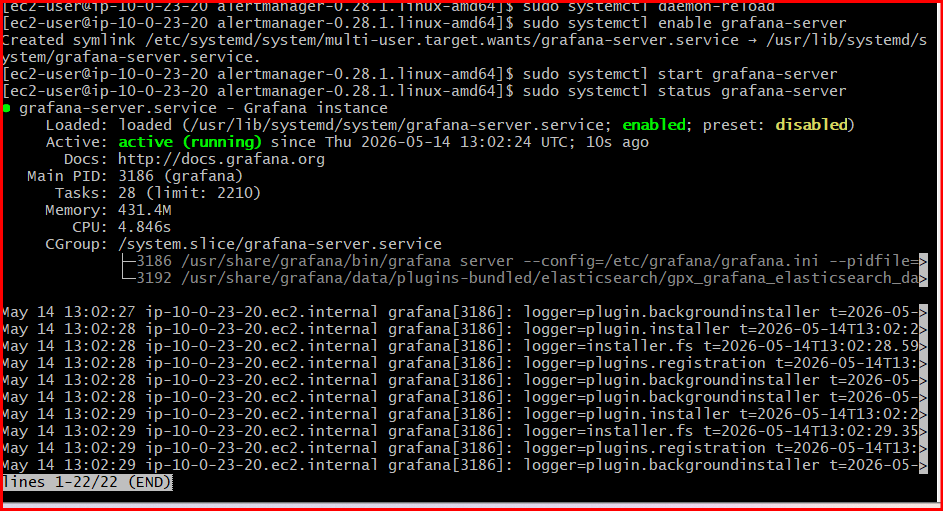 [ec2-user@ip-10-0-23-20 alertmanager-0.28.1.linux-amd64]$ sudo systemctl daemon-reload
[ec2-user@ip-10-0-23-20 alertmanager-0.28.1.linux-amd64]$ sudo systemctl enable grafana-server
Created symlink /etc/systemd/system/multi-user.target.wants/grafana-server.service → /usr/lib/systemd/s
ystem/grafana-server.service.
[ec2-user@ip-10-0-23-20 alertmanager-0.28.1.linux-amd64]$ sudo systemctl start grafana-server
[ec2-user@ip-10-0-23-20 alertmanager-0.28.1.linux-amd64]$ sudo systemctl status grafana-server
● grafana-server.service - Grafana instance
     Loaded: loaded (/usr/lib/systemd/system/grafana-server.service; enabled; preset: disabled)
     Active: active (running) since Thu 2026-05-14 13:02:24 UTC; 10s ago
       Docs: http://docs.grafana.org
   Main PID: 3186 (grafana)
      Tasks: 28 (limit: 2210)
     Memory: 431.4M
        CPU: 4.846s
     CGroup: /system.slice/grafana-server.service
             ├─3186 /usr/share/grafana/bin/grafana server --config=/etc/grafana/grafana.ini --pidfile=>
             └─3192 /usr/share/grafana/data/plugins-bundled/elasticsearch/gpx_grafana_elasticsearch_da>
May 14 13:02:27 ip-10-0-23-20.ec2.internal grafana[3186]: logger=plugin.backgroundinstaller t=2026-05->
May 14 13:02:28 ip-10-0-23-20.ec2.internal grafana[3186]: logger=plugin.installer t=2026-05-14T13:02:2>
May 14 13:02:28 ip-10-0-23-20.ec2.internal grafana[3186]: logger=installer.fs t=2026-05-14T13:02:28.59>
May 14 13:02:28 ip-10-0-23-20.ec2.internal grafana[3186]: logger=plugins.registration t=2026-05-14T13:>
May 14 13:02:28 ip-10-0-23-20.ec2.internal grafana[3186]: logger=plugin.backgroundinstaller t=2026-05->
May 14 13:02:28 ip-10-0-23-20.ec2.internal grafana[3186]: logger=plugin.backgroundinstaller t=2026-05->
May 14 13:02:29 ip-10-0-23-20.ec2.internal grafana[3186]: logger=plugin.installer t=2026-05-14T13:02:2>
May 14 13:02:29 ip-10-0-23-20.ec2.internal grafana[3186]: logger=installer.fs t=2026-05-14T13:02:29.35>
May 14 13:02:29 ip-10-0-23-20.ec2.internal grafana[3186]: logger=plugins.registration t=2026-05-14T13:>
May 14 13:02:29 ip-10-0-23-20.ec2.internal grafana[3186]: logger=plugin.backgroundinstaller t=2026-05->
lines 1-22/22 (END)